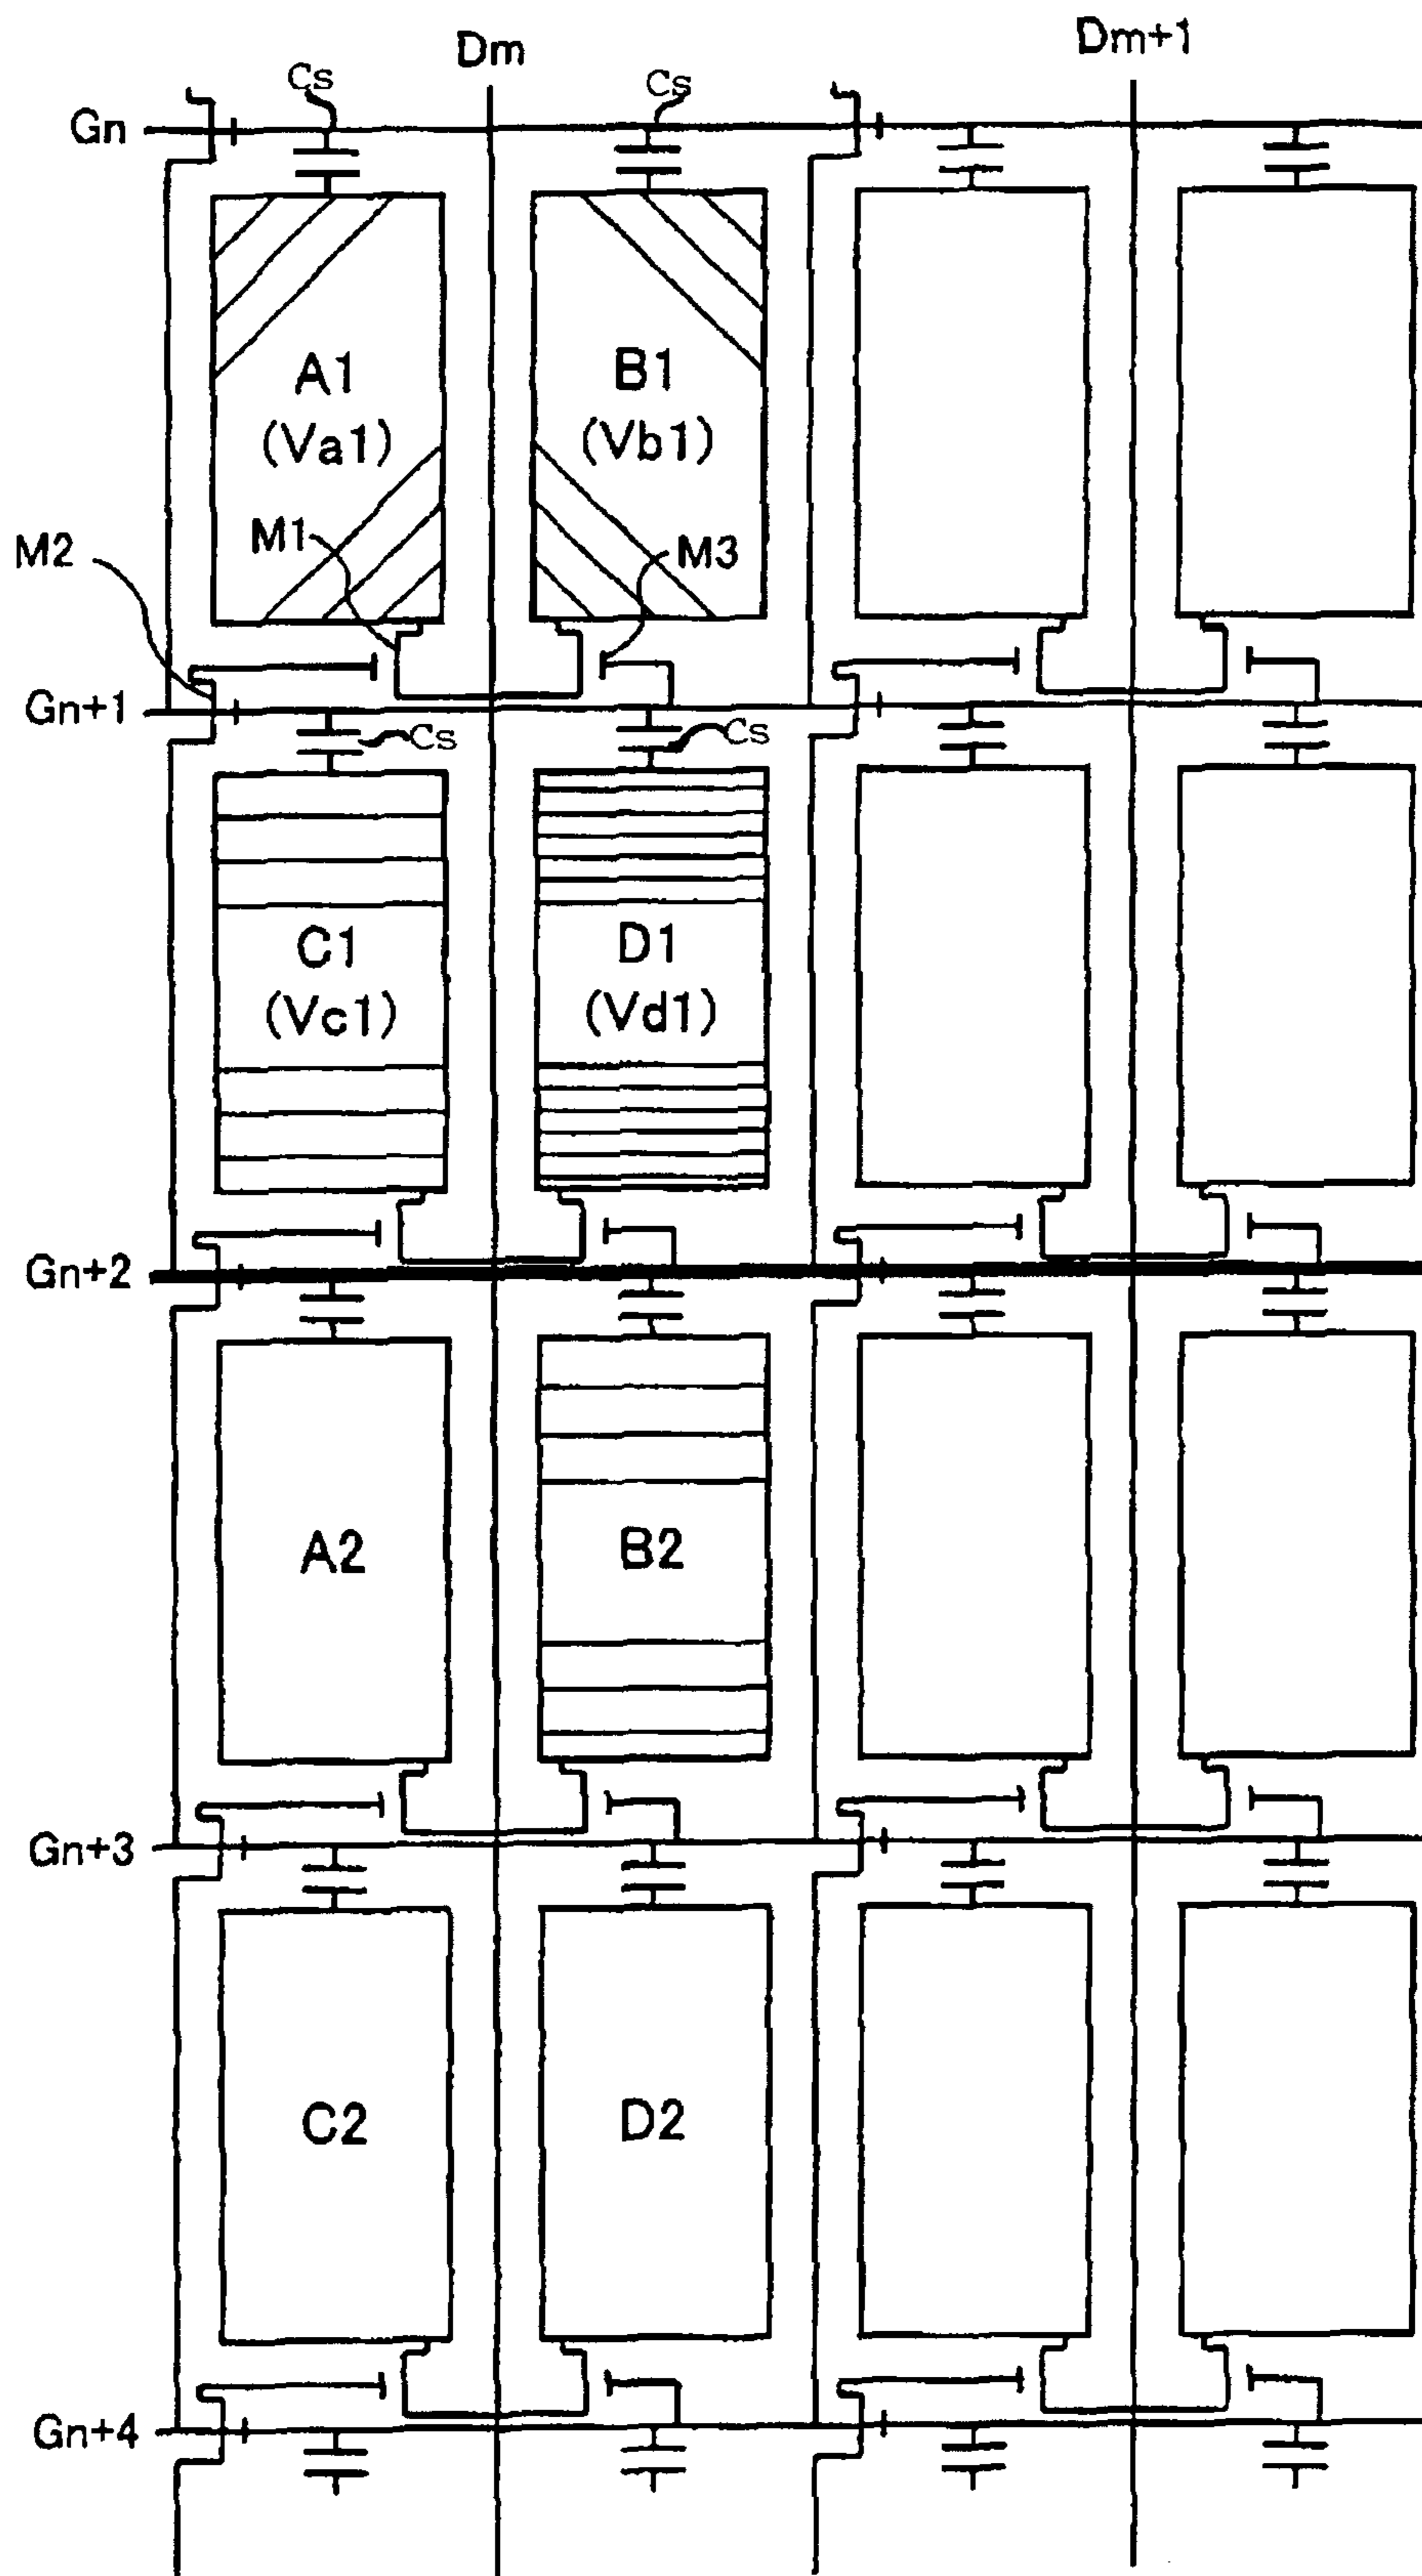 Dm
Dm+1
Cs
Cs
Gn
A1
(Va1)
B1
(Vb1)
M1
M2
M3
Gn+1
Cs
Cs
C1
(Vc1)
D1
(Vd1)
Gn+2
A2
B2
Gn+3
C2
D2
Gn+4